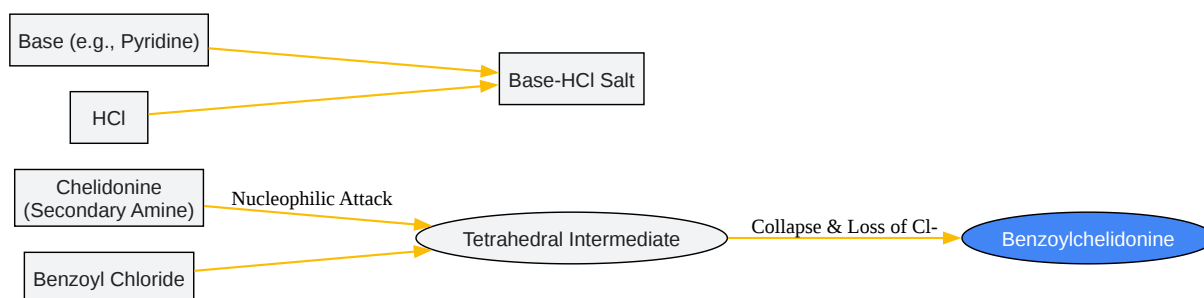 Base (e.g., Pyridine)
Base-HCl Salt
HCl
Chelidonine
(Secondary Amine)
Nucleophilic Attack
Tetrahedral Intermediate
Collapse & Loss of Cl-
Benzoylchelidonine
Benzoyl Chloride